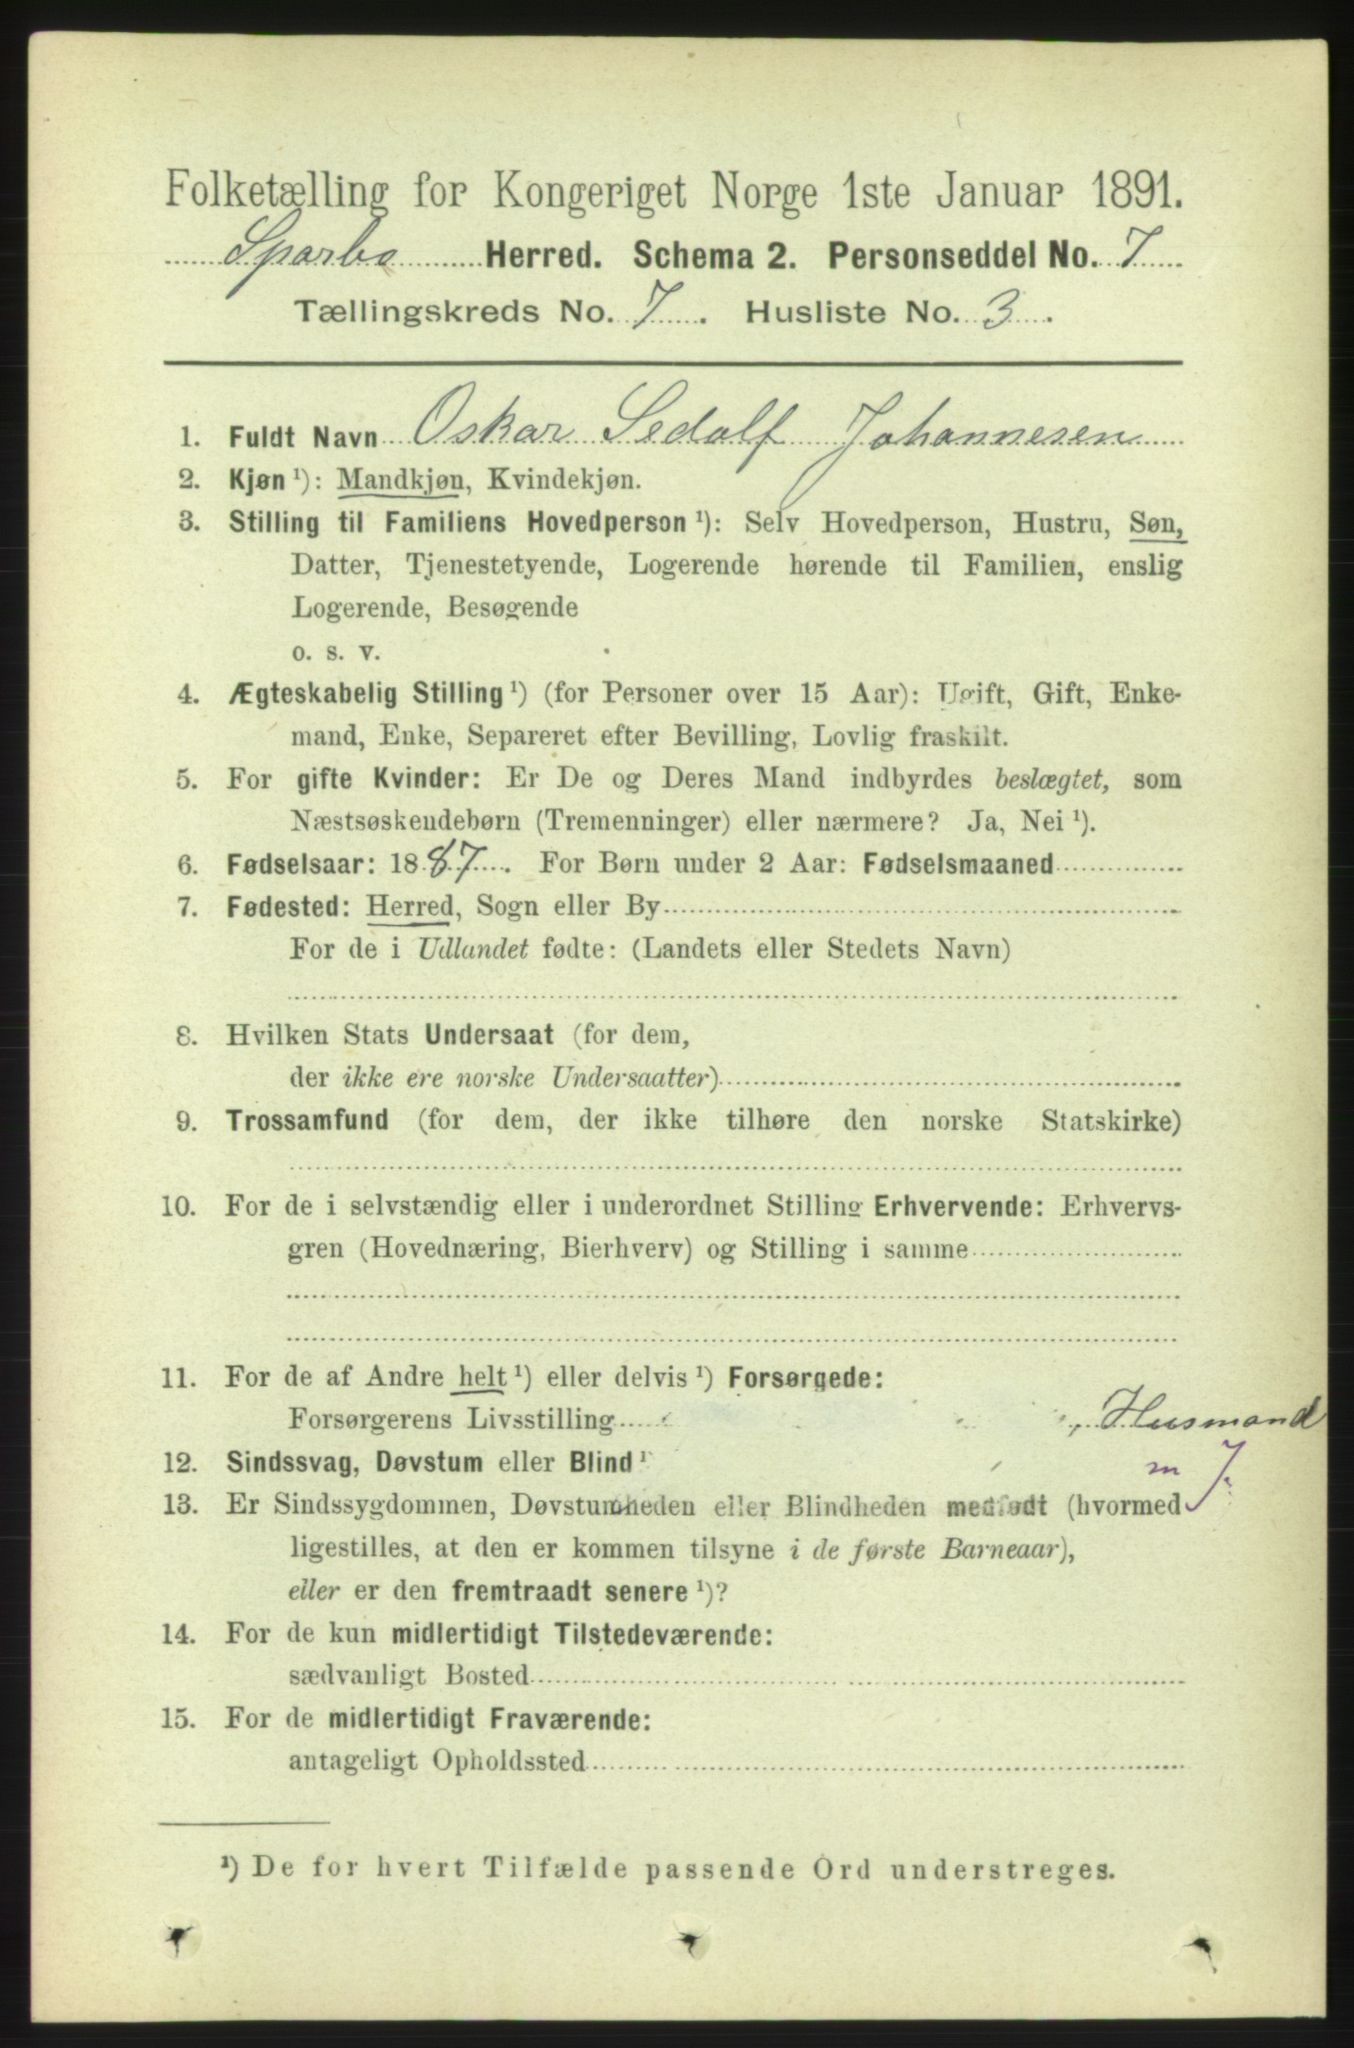 Folketælling for Kongeriget Norge 1ste Januar 1891.
Sparbo Herred. Schema 2. Personseddel No. 7
Tællingskreds No. 7. Husliste No. 3.
1. Fuldt Navn Oskar Sedolf Johannesen
2. Kjøn ¹): Mandkjøn, Kvindekjøn.
3. Stilling til Familiens Hovedperson ¹): Selv Hovedperson, Hustru, Søn,
Datter, Tjenestetyende, Logerende hørende til Familien, enslig
Logerende, Besøgende
o. s. v.
4. Ægteskabelig Stilling ¹) (for Personer over 15 Aar): Ugift, Gift, Enke-
mand, Enke, Separeret efter Bevilling, Lovlig fraskilt.
5. For gifte Kvinder: Er De og Deres Mand indbyrdes beslægtet, som
Næstsøskendebørn (Tremenninger) eller nærmere? Ja, Nei ¹).
6. Fødselsaar: 1887. For Børn under 2 Aar: Fødselsmaaned
7. Fødested: Herred, Sogn eller By
For de i Udlandet fødte: (Landets eller Stedets Navn)
8. Hvilken Stats Undersaat (for dem,
der ikke ere norske Undersaatter)
9. Trossamfund (for dem, der ikke tilhøre den norske Statskirke)
10. For de i selvstændig eller i underordnet Stilling Erhvervende: Erhvervs-
gren (Hovednæring, Bierhverv) og Stilling i samme
11. For de af Andre helt ¹) eller delvis ¹) Forsørgede:
Forsørgerens Livsstilling Husmand
12. Sindssvag, Døvstum eller Blind ¹ m J.
13. Er Sindssygdommen, Døvstumheden eller Blindheden medfødt (hvormed
ligestilles, at den er kommen tilsyne i de første Barneaar),
eller er den fremtraadt senere ¹)?
14. For de kun midlertidigt Tilstedeværende:
sædvanligt Bosted
15. For de midlertidigt Fraværende:
antageligt Opholdssted
¹) De for hvert Tilfælde passende Ord understreges.